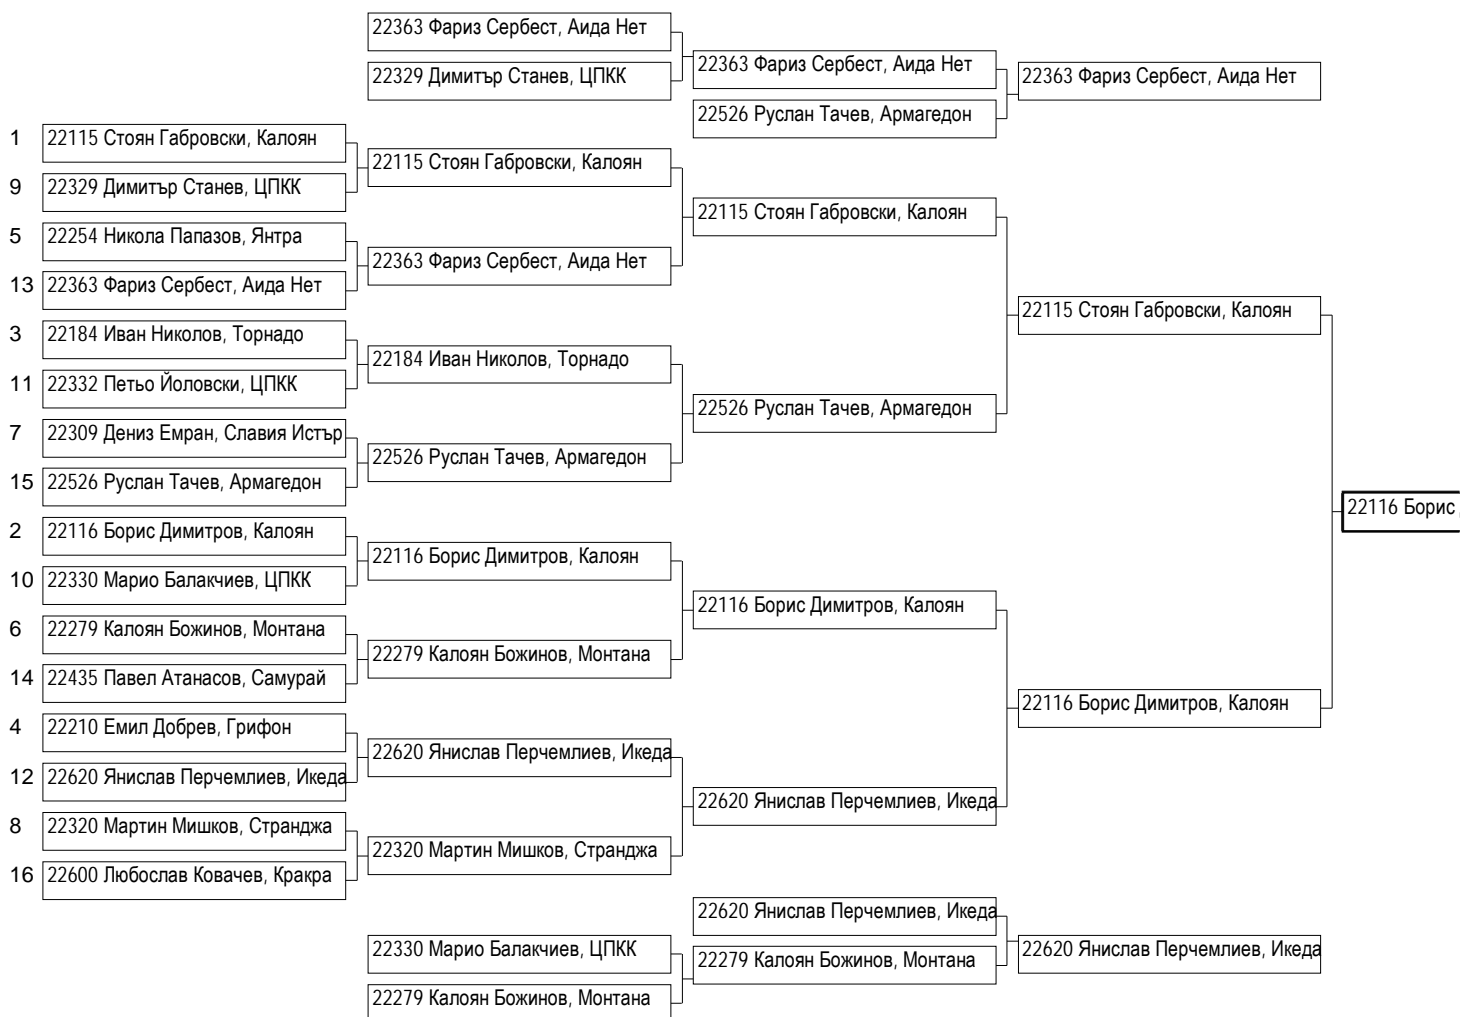 22363 Фариз Сербест, Аида Нет
22329 Димитър Станев, ЦПКК
22363 Фариз Сербест, Аида Нет
22526 Руслан Тачев, Армагедон
22363 Фариз Сербест, Аида Нет
1 22115 Стоян Габровски, Калоян
9 22329 Димитър Станев, ЦПКК
5 22254 Никола Папазов, Янтра
13 22363 Фариз Сербест, Аида Нет
3 22184 Иван Николов, Торнадо
11 22332 Петьо Йоловски, ЦПКК
7 22309 Дениз Емран, Славия Истър
15 22526 Руслан Тачев, Армагедон
2 22116 Борис Димитров, Калоян
10 22330 Марио Балакчиев, ЦПКК
6 22279 Калоян Божинов, Монтана
14 22435 Павел Атанасов, Самурай
4 22210 Емил Добрев, Грифон
12 22620 Янислав Перчемлиев, Икеда
8 22320 Мартин Мишков, Странджа
16 22600 Любослав Ковачев, Кракра
22115 Стоян Габровски, Калоян
22363 Фариз Сербест, Аида Нет
22184 Иван Николов, Торнадо
22526 Руслан Тачев, Армагедон
22116 Борис Димитров, Калоян
22279 Калоян Божинов, Монтана
22620 Янислав Перчемлиев, Икеда
22320 Мартин Мишков, Странджа
22115 Стоян Габровски, Калоян
22526 Руслан Тачев, Армагедон
22116 Борис Димитров, Калоян
22620 Янислав Перчемлиев, Икеда
22115 Стоян Габровски, Калоян
22116 Борис Димитров, Калоян
22116 Борис
22330 Марио Балакчиев, ЦПКК
22279 Калоян Божинов, Монтана
22620 Янислав Перчемлиев, Икеда
22279 Калоян Божинов, Монтана
22620 Янислав Перчемлиев, Икеда